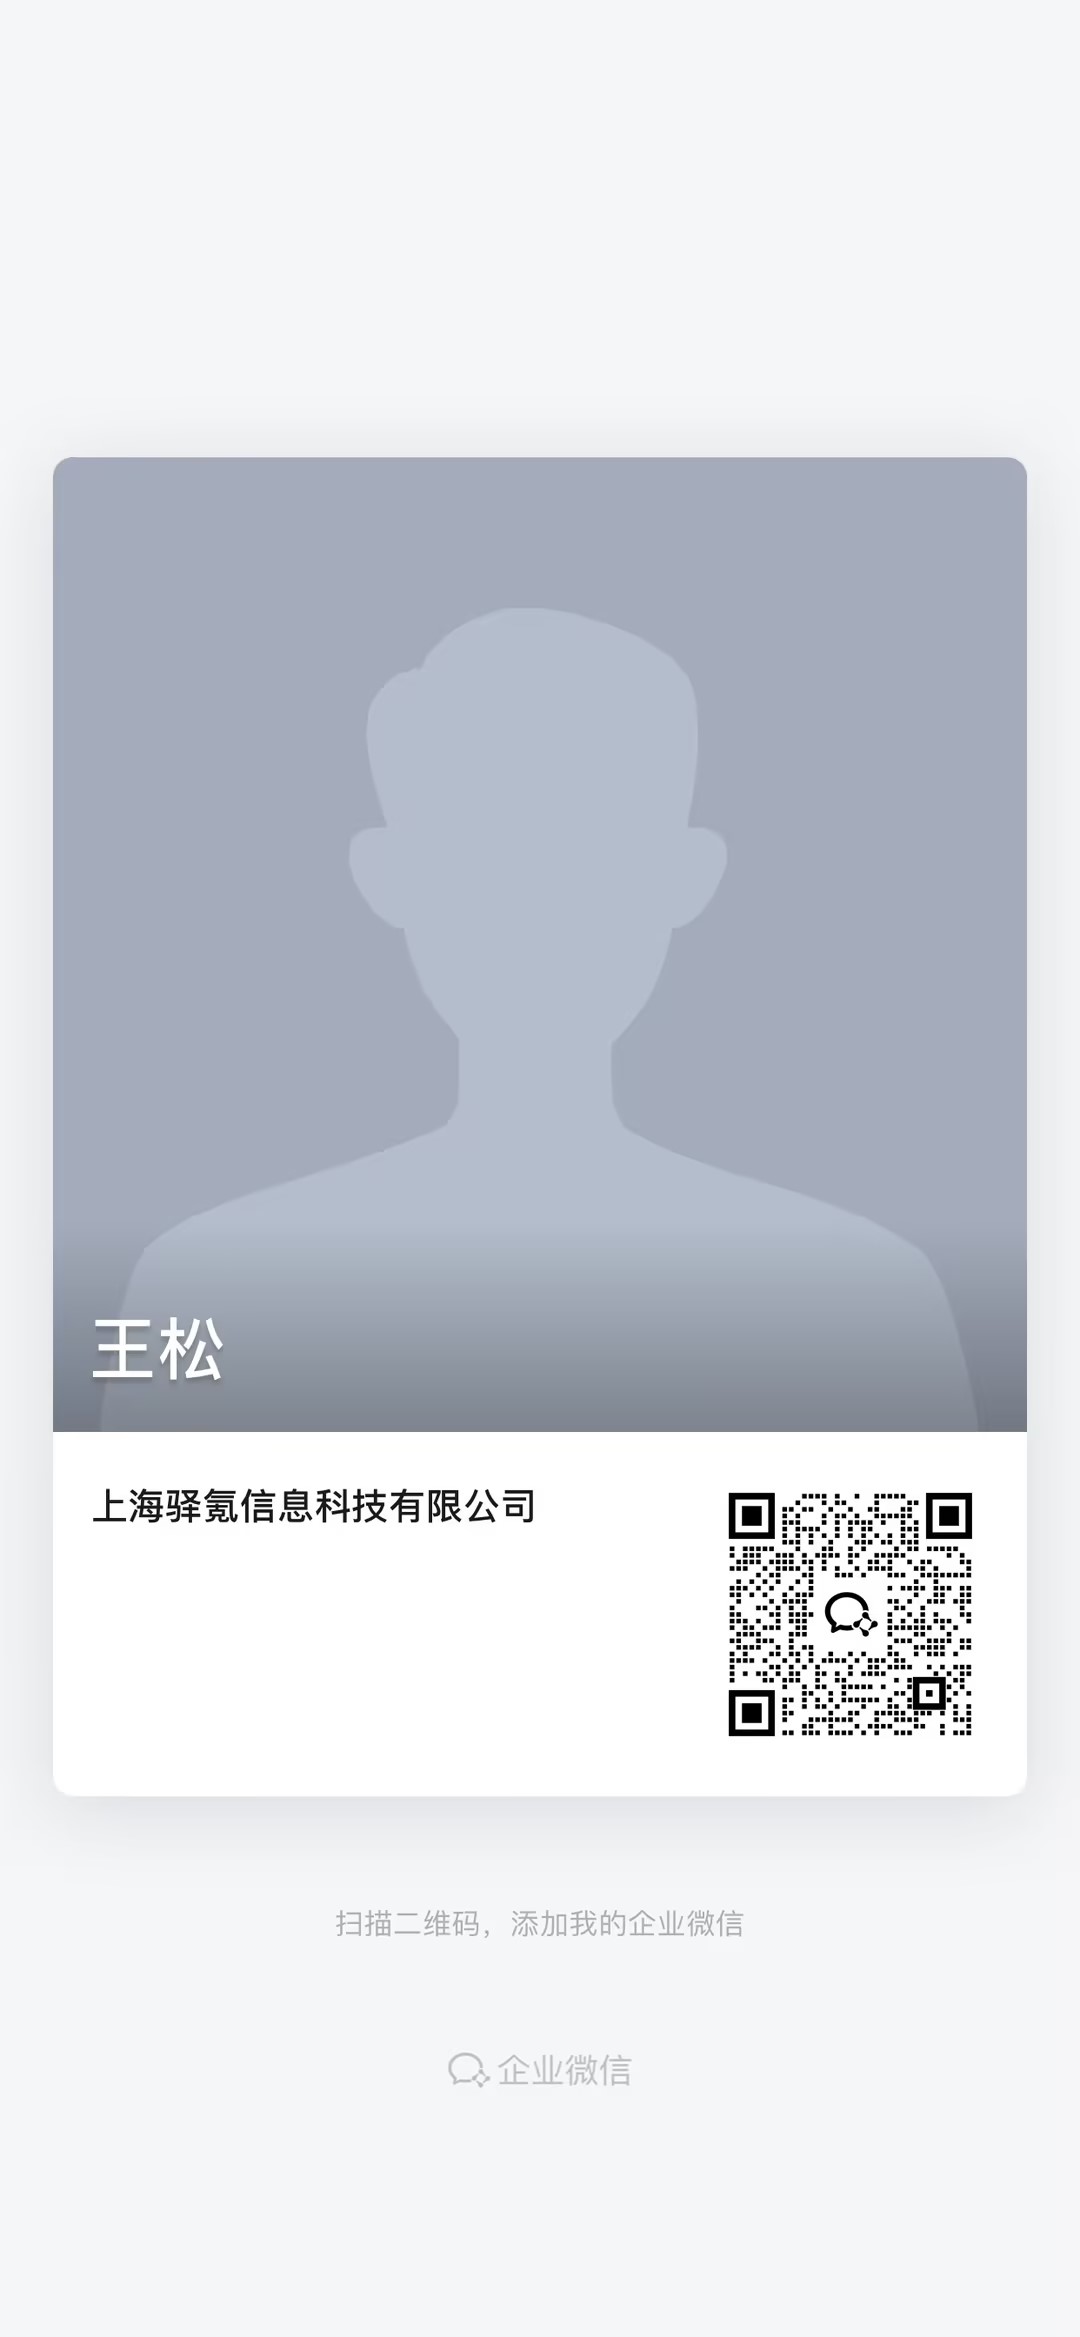 王松
上海驿氪信息科技有限公司
扫描二维码，添加我的企业微信
企业微信